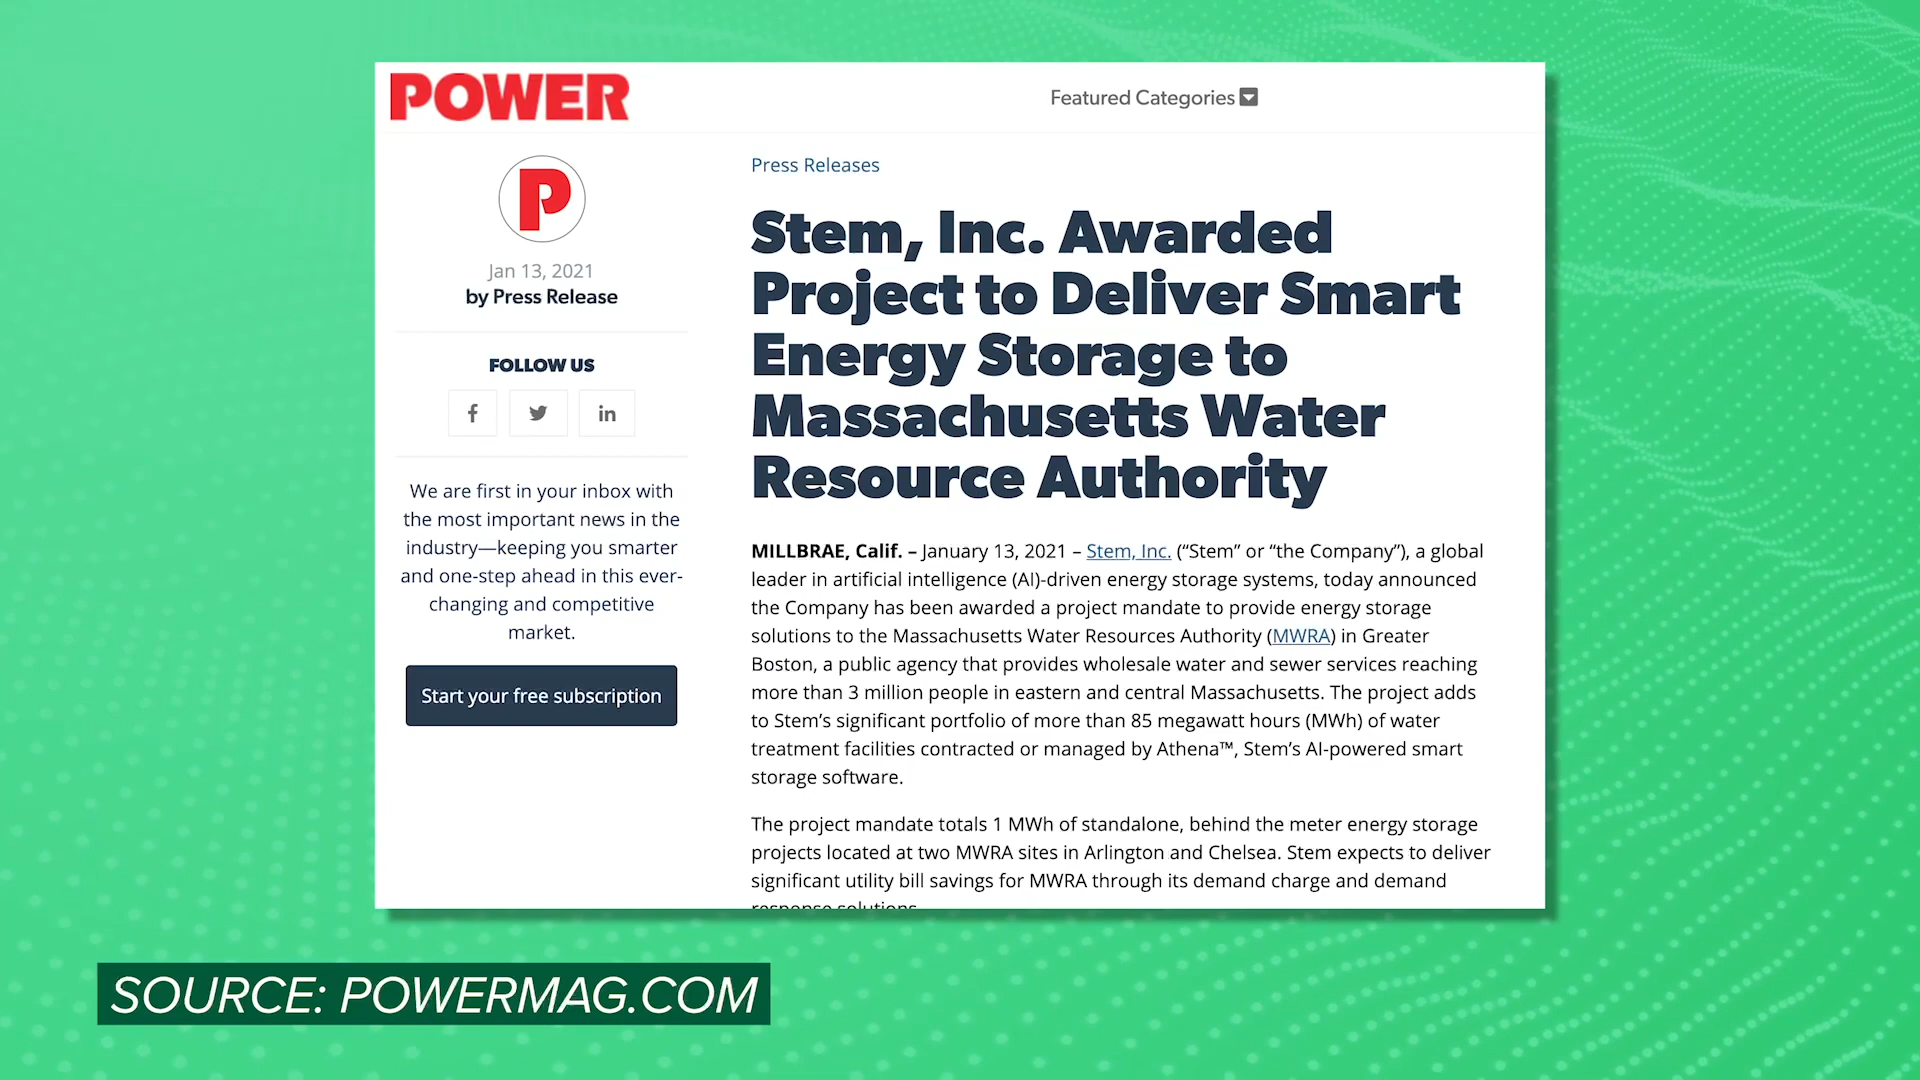 POWER
Featured Categories
P
Jan 13, 2021
by Press Release
FOLLOW US
f
in
We are first in your inbox with
the most important news in the
industry—keeping you smarter
and one-step ahead in this ever-
changing and competitive
market.
Start your free subscription
Press Releases
Stem, Inc. Awarded
Project to Deliver Smart
Energy Storage to
Massachusetts Water
Resource Authority
MILLBRAE, Calif. – January 13, 2021 – Stem, Inc. (“Stem” or “the Company”), a global
leader in artificial intelligence (AI)-driven energy storage systems, today announced
the Company has been awarded a project mandate to provide energy storage
solutions to the Massachusetts Water Resources Authority (MWRA) in Greater
Boston, a public agency that provides wholesale water and sewer services reaching
more than 3 million people in eastern and central Massachusetts. The project adds
to Stem’s significant portfolio of more than 85 megawatt hours (MWh) of water
treatment facilities contracted or managed by Athena™, Stem’s AI-powered smart
storage software.
The project mandate totals 1 MWh of standalone, behind the meter energy storage
projects located at two MWRA sites in Arlington and Chelsea. Stem expects to deliver
significant utility bill savings for MWRA through its demand charge and demand
response solutions.
SOURCE: POWERMAG.COM